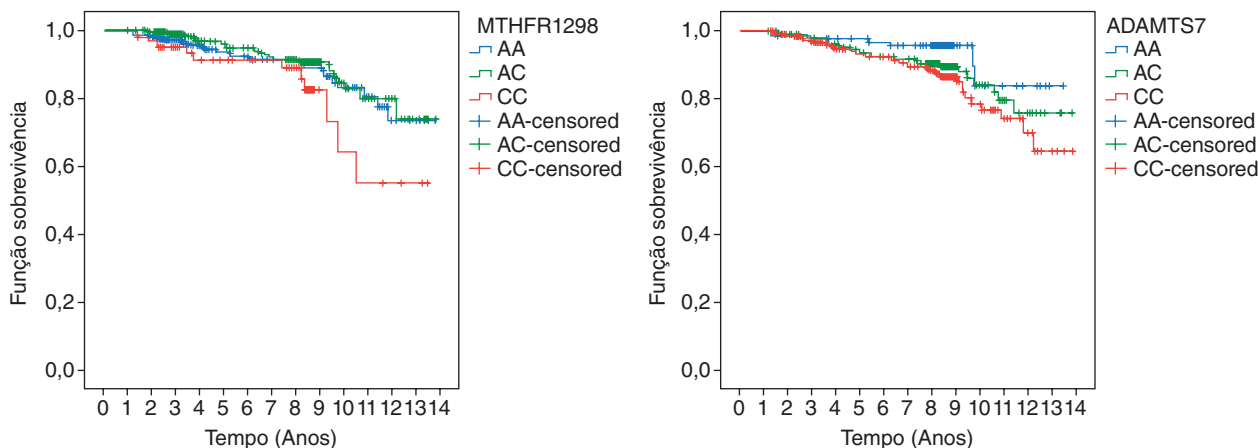 MTHFR1298
AA
AC
CC
AA-censored
AC-censored
CC-censored
Função sobrevivência
1,0
0,8
0,6
0,4
0,2
0,0
0 1 2 3 4 5 6 7 8 9 10 11 12 13 14
Tempo (Anos)
ADAMTS7
AA
AC
CC
AA-censored
AC-censored
CC-censored
Função sobrevivência
1,0
0,8
0,6
0,4
0,2
0,0
0 1 2 3 4 5 6 7 8 9 10 11 12 13 14
Tempo (Anos)